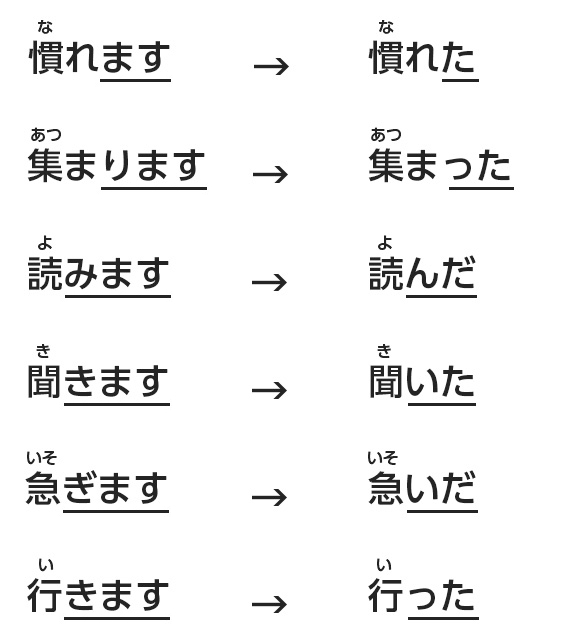 な な
慣れます → 慣れた
あつ あつ
集まります → 集まった
よ よ
読みます → 読んだ
き き
聞きます → 聞いた
いそ いそ
急ぎます → 急いだ
い い
行きます → 行った